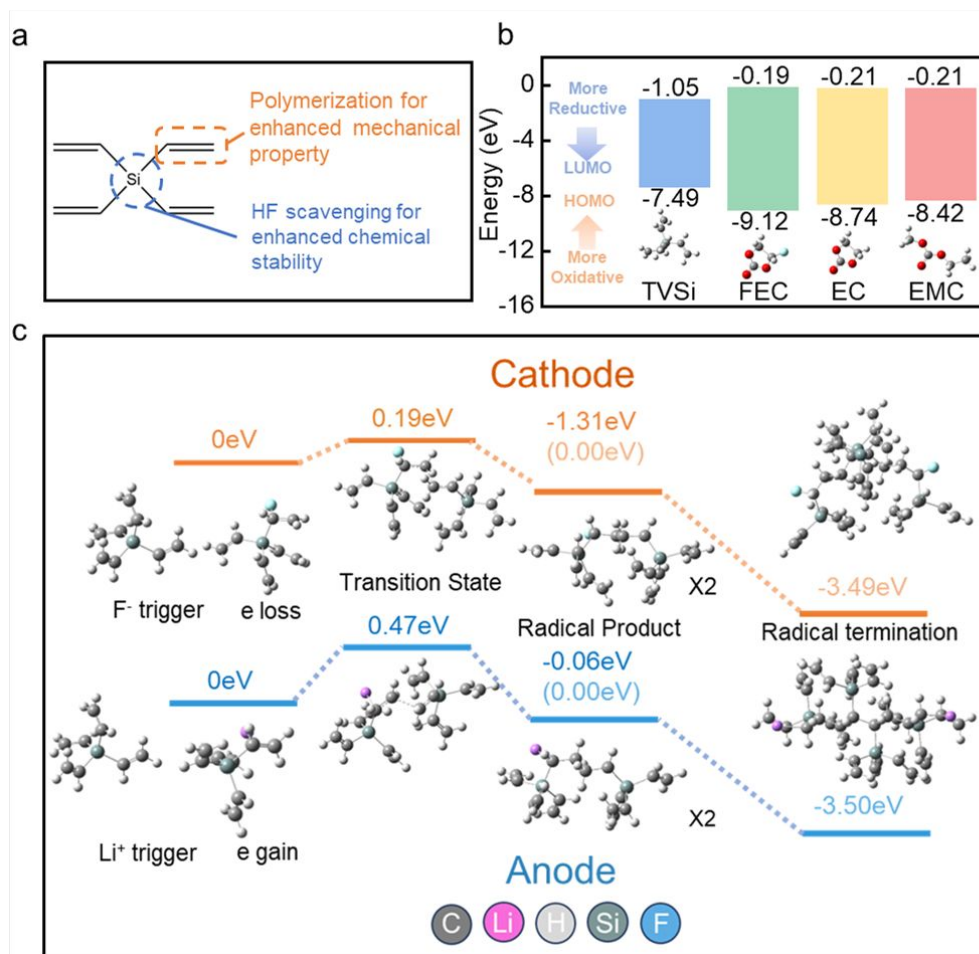 a
Polymerization for
enhanced mechanical
property
Si
HF scavenging for
enhanced chemical
stability
b
Energy (eV)
0
-4
-8
-12
-16
More
Reductive
LUMO
HOMO
More
Oxidative
-1.05
-7.49
TVSi
-0.19
-9.12
FEC
-0.21
-8.74
EC
-0.21
-8.42
EMC
c
Cathode
0eV
0.19eV
-1.31eV
(0.00eV)
-3.49eV
F- trigger
e loss
Transition State
Radical Product
X2
Radical termination
0eV
0.47eV
-0.06eV
(0.00eV)
-3.50eV
Li+ trigger
e gain
X2
Anode
C Li H Si F